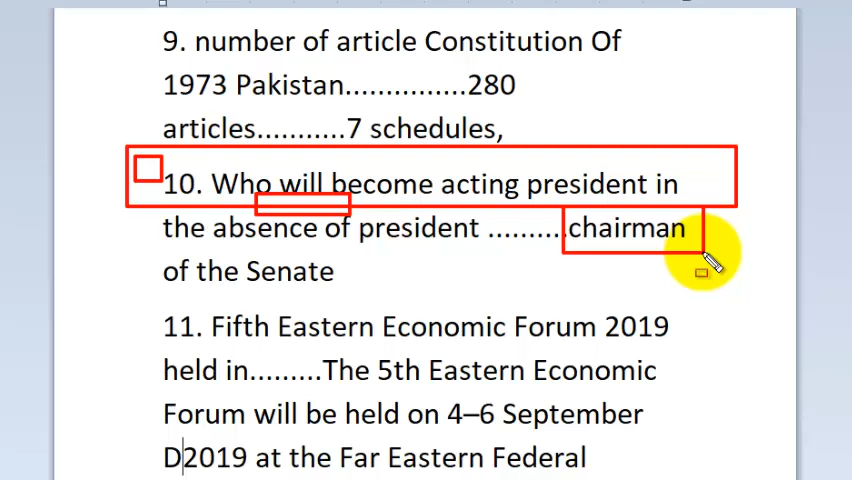 9. number of article Constitution Of
1973 Pakistan...............280
articles...........7 schedules,
10. Who will become acting president in
the absence of president ..........chairman
of the Senate
11. Fifth Eastern Economic Forum 2019
held in.........The 5th Eastern Economic
Forum will be held on 4–6 September
D2019 at the Far Eastern Federal